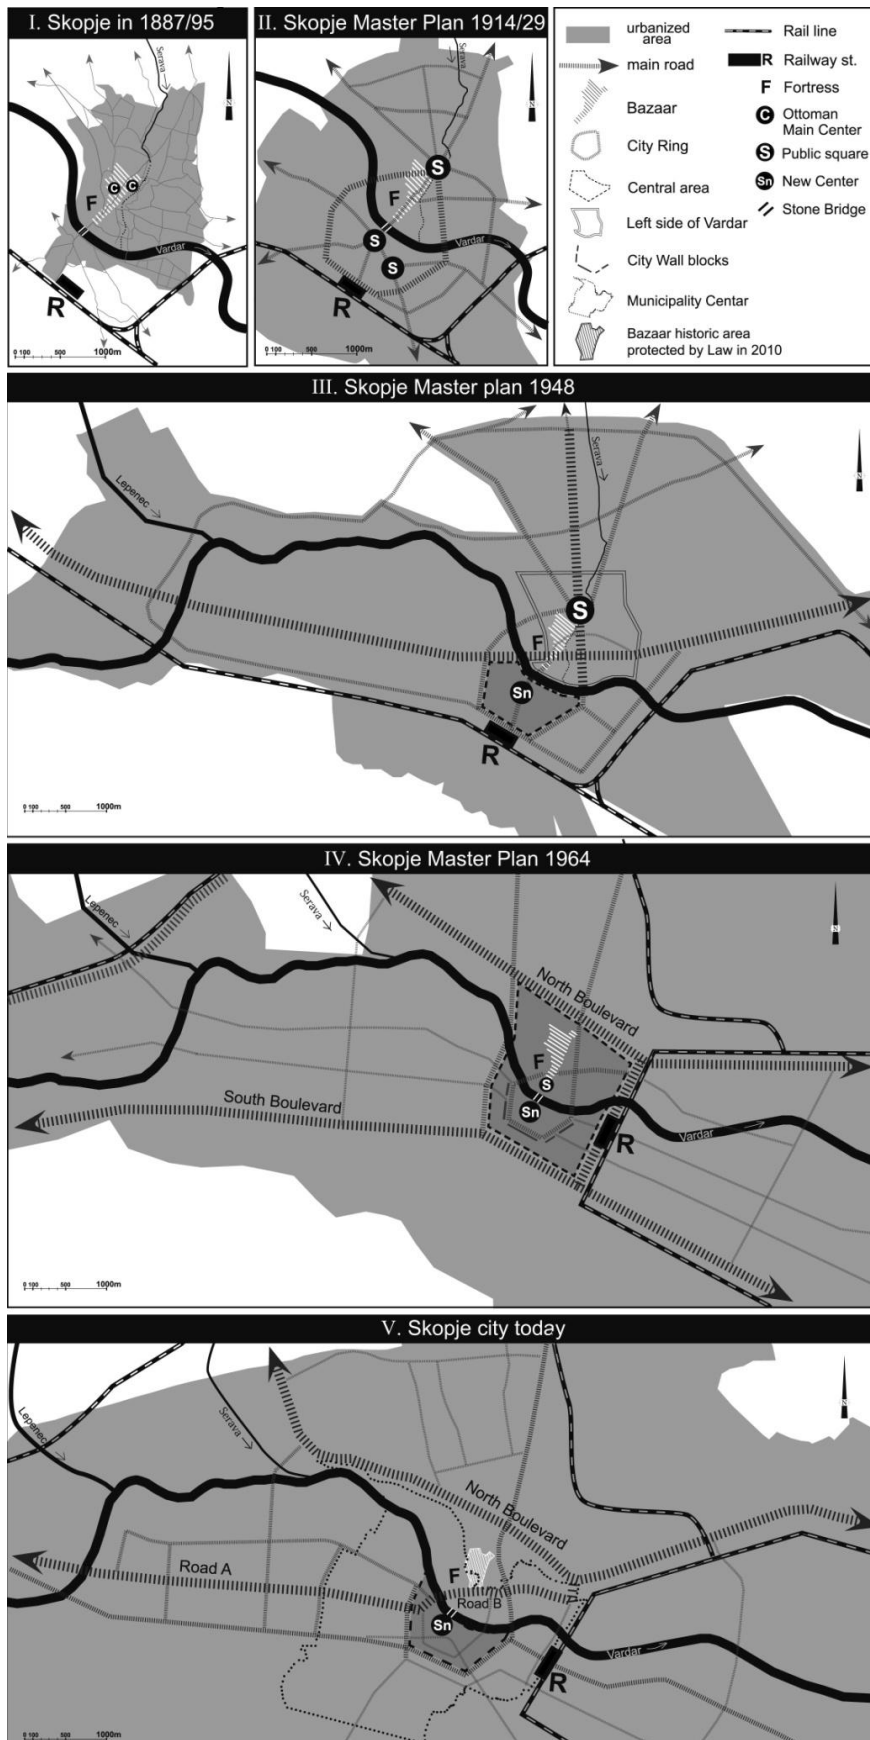 I. Skopje in 1887/95
Serava →
N
C C
F
Vardar
R
0 100 500 1000m
II. Skopje Master Plan 1914/29
Serava →
N
S
F
S
Vardar →
S
R
0 100 500 1000m
urbanized area
main road
Bazaar
City Ring
Central area
Left side of Vardar
City Wall blocks
Municipality Centar
Bazaar historic area
protected by Law in 2010
Rail line
R Railway st.
F Fortress
C Ottoman
Main Center
S Public square
Sn New Center
Stone Bridge
III. Skopje Master plan 1948
Lepenec →
Serava →
N
S
F
Sn
R
0 100 500 1000m
IV. Skopje Master Plan 1964
Lepenec →
Serava →
N
North Boulevard
F
S
Sn
South Boulevard
R
Vardar →
0 100 500 1000m
V. Skopje city today
Lepenec →
Serava →
N
North Boulevard
Road A
F
Road B
Sn
Vardar →
R
0 100 500 1000m